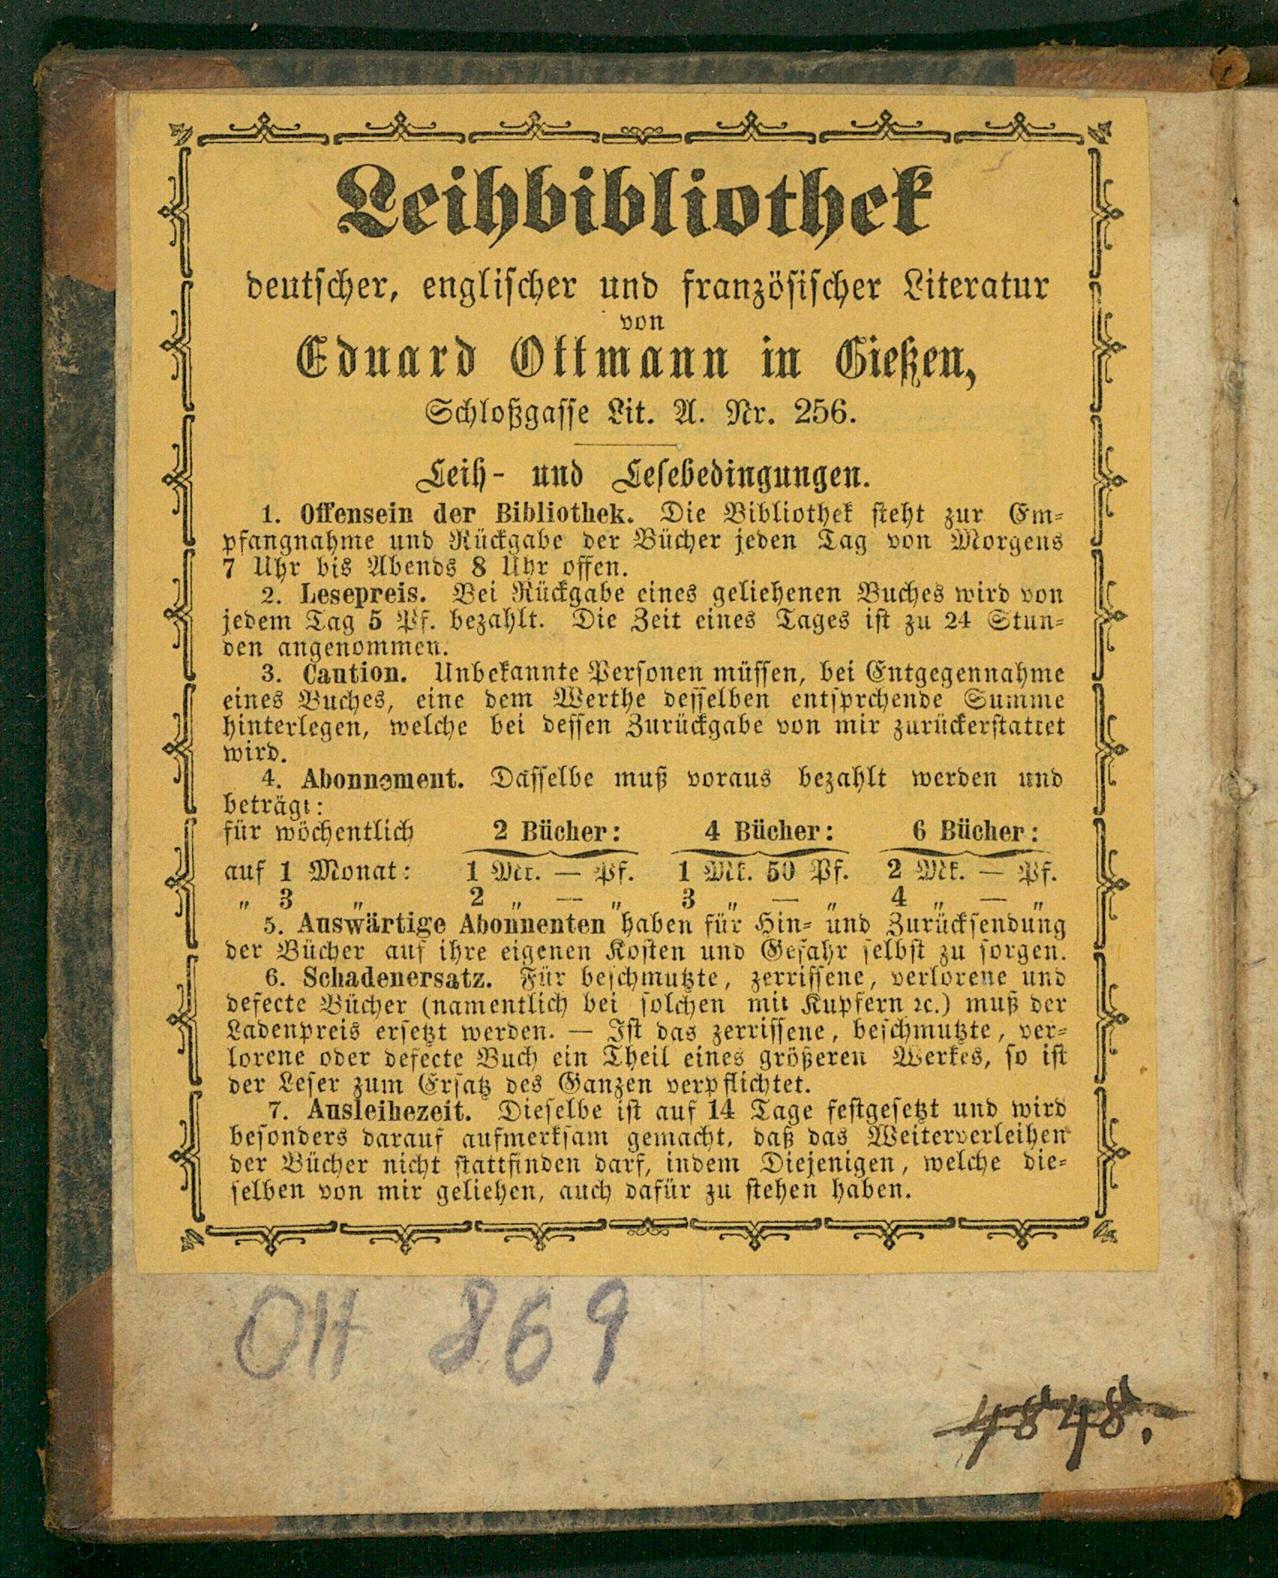 Leihbibliothek
deutscher, englischer und französischer Literatur
von
Eduard Ottmann in Gießen,
Schloßgasse Lit. A. Nr. 256.
Leih- und Lesebedingungen.
1. Offensein der Bibliothek. Die Bibliothek steht zur Em-
pfangnahme und Rückgabe der Bücher jeden Tag von Morgens
7 Uhr bis Abends 8 Uhr offen.
2. Lesepreis. Bei Rückgabe eines geliehenen Buches wird von
jedem Tag 5 Pf. bezahlt. Die Zeit eines Tages ist zu 24 Stun-
den angenommen.
3. Caution. Unbekannte Personen müssen, bei Entgegennahme
eines Buches, eine dem Werthe desselben entsprchende Summe
hinterlegen, welche bei dessen Zurückgabe von mir zurückerstattet
wird.
4. Abonnement. Dasselbe muß voraus bezahlt werden und
beträgt:
für wöchentlich 2 Bücher: 4 Bücher: 6 Bücher:
auf 1 Monat: 1 Mk. — Pf. 1 Mk. 50 Pf. 2 Mk. — Pf.
„ 3 „ 2 „ — „ 3 „ — „ 4 „ — „
5. Auswärtige Abonnenten haben für Hin- und Zurücksendung
der Bücher auf ihre eigenen Kosten und Gefahr selbst zu sorgen.
6. Schadenersatz. Für beschmutzte, zerrissene, verlorene und
defecte Bücher (namentlich bei solchen mit Kupfern ꝛc.) muß der
Ladenpreis ersetzt werden. — Ist das zerrissene, beschmutzte, ver-
lorene oder defecte Buch ein Theil eines größeren Werkes, so ist
der Leser zum Ersatz des Ganzen verpflichtet.
7. Ausleihezeit. Dieselbe ist auf 14 Tage festgesetzt und wird
besonders darauf aufmerksam gemacht, daß das Weiterverleihen
der Bücher nicht stattfinden darf, indem Diejenigen, welche die-
selben von mir geliehen, auch dafür zu stehen haben.
OH 869
4848.